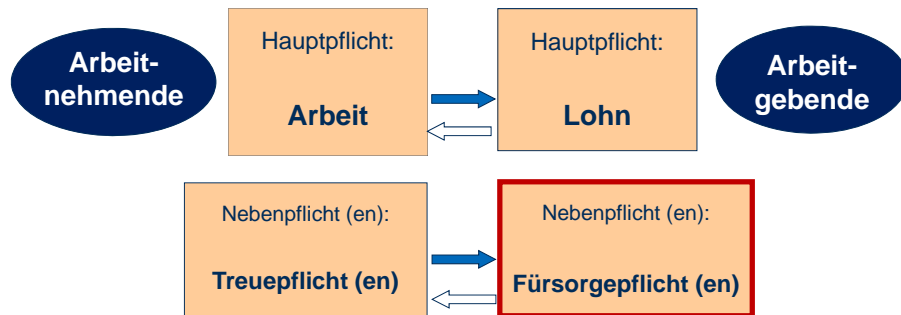 Arbeit-
nehmende
Hauptpflicht:
Arbeit
Hauptpflicht:
Lohn
Arbeit-
gebende
Nebenpflicht (en):
Treuepflicht (en)
Nebenpflicht (en):
Fürsorgepflicht (en)